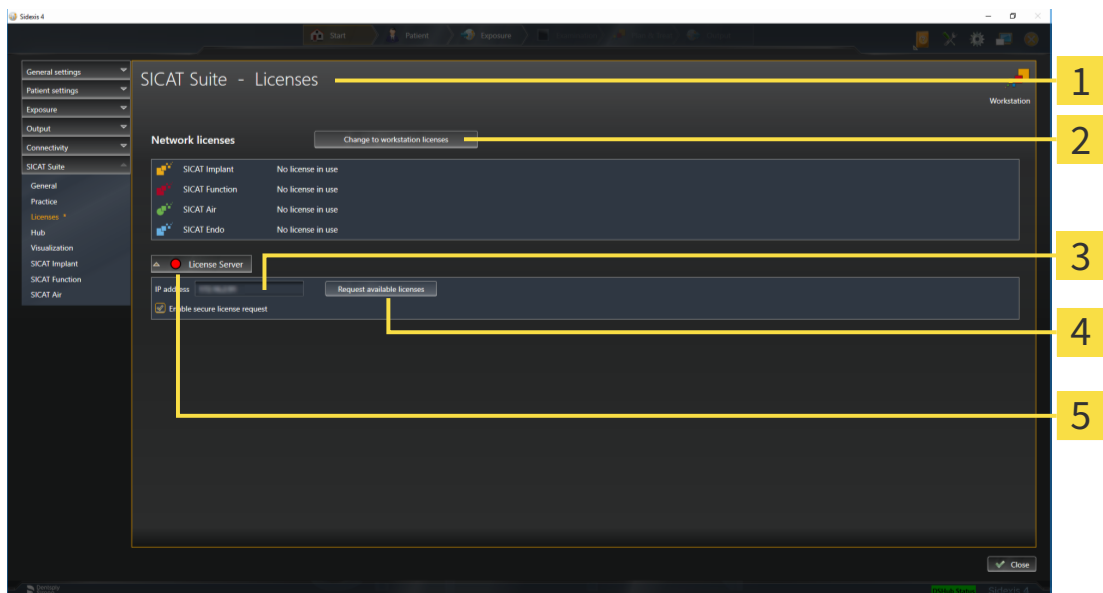 Sidexis 4
Start
Patient
Exposure
General settings
Patient settings
Exposure
Output
Connectivity
SICAT Suite
General
Practice
Licenses *
Hub
Visualization
SICAT Implant
SICAT Function
SICAT Air
SICAT Suite - Licenses
Workstation
Network licenses
Change to workstation licenses
SICAT Implant No license in use
SICAT Function No license in use
SICAT Air No license in use
SICAT Endo No license in use
License Server
IP address
Request available licenses
Enable secure license request
Close
Dentsply
Sidexis 4
1
2
3
4
5